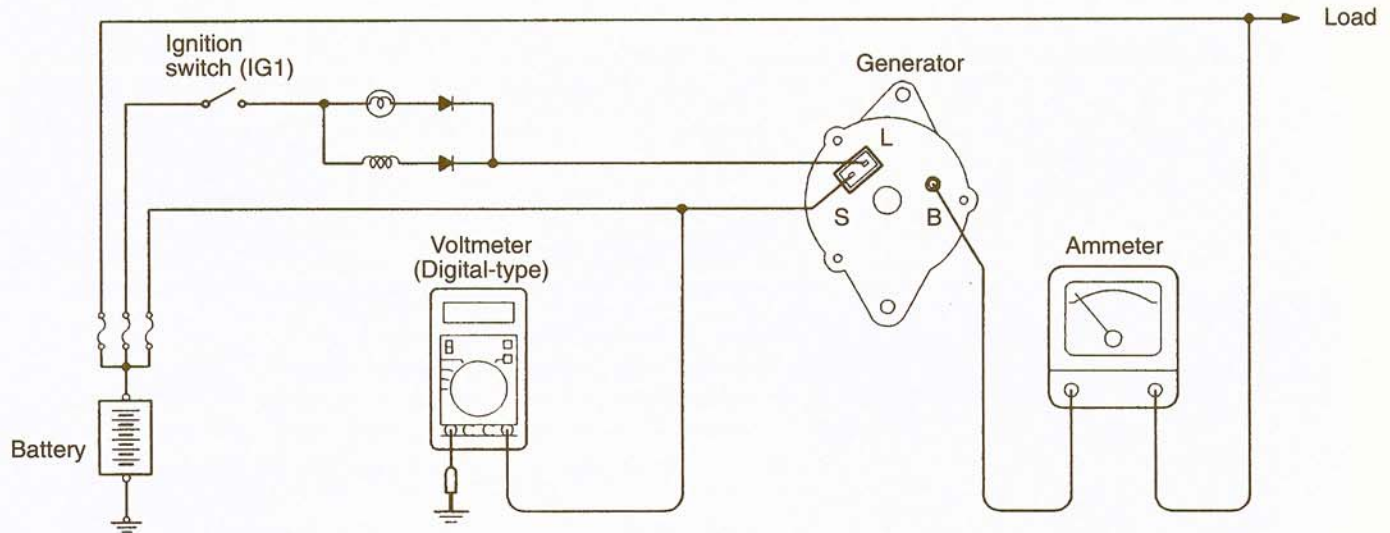 Load
Ignition
switch (IG1)
Generator
L
S
B
Voltmeter
(Digital-type)
Ammeter
Battery